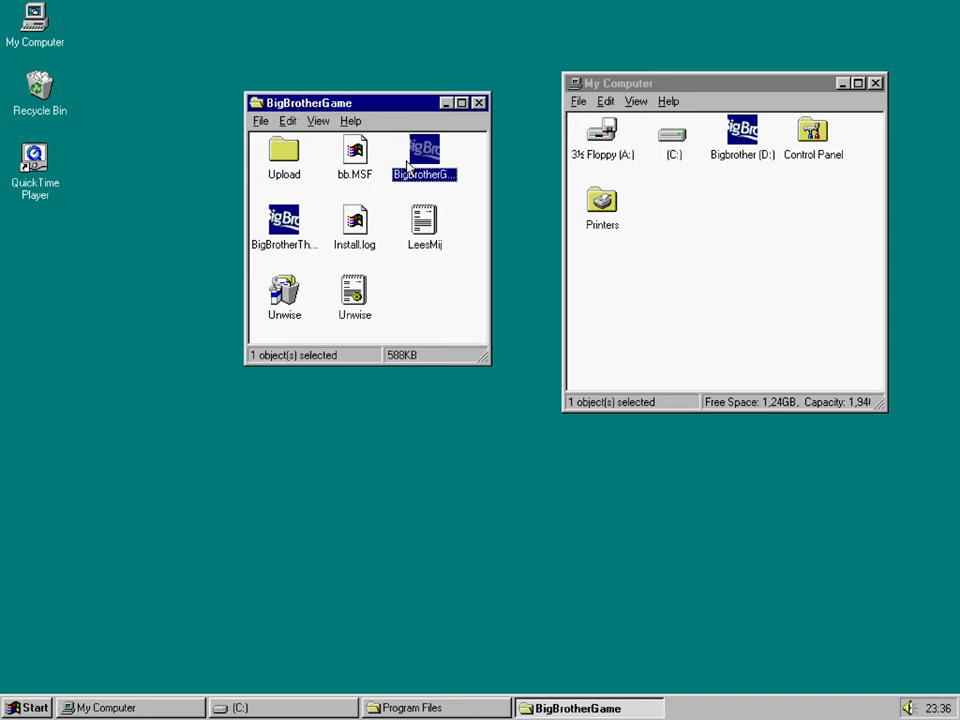 My Computer
Recycle Bin
QuickTime
Player
BigBrotherGame
File Edit View Help
Upload
bb.MSF
BigBrotherG...
BigBrotherTh...
Install.log
LeesMij
Unwise
Unwise
1 object(s) selected
588KB
My Computer
File Edit View Help
3½ Floppy (A:)
(C:)
Bigbrother (D:)
Control Panel
Printers
1 object(s) selected
Free Space: 1,24GB, Capacity: 1,94
Start
My Computer
(C:)
Program Files
BigBrotherGame
23:36